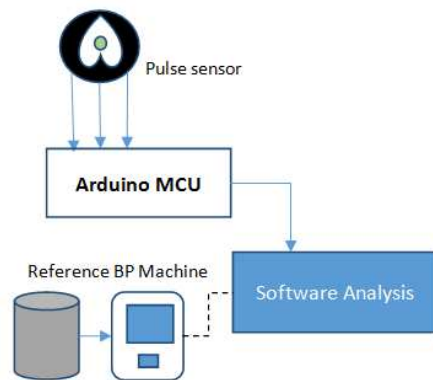 Pulse sensor
Arduino MCU
Reference BP Machine
Software Analysis